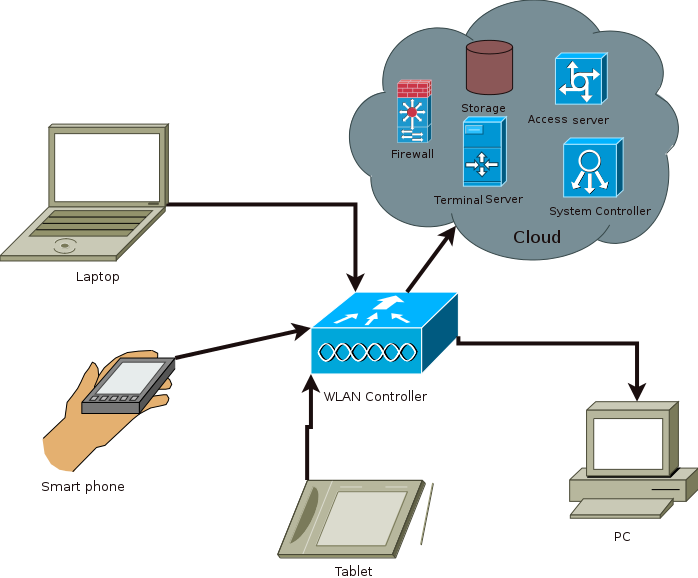 Storage
Access server
Firewall
Terminal Server
System Controller
Cloud
Laptop
WLAN Controller
Smart phone
PC
Tablet